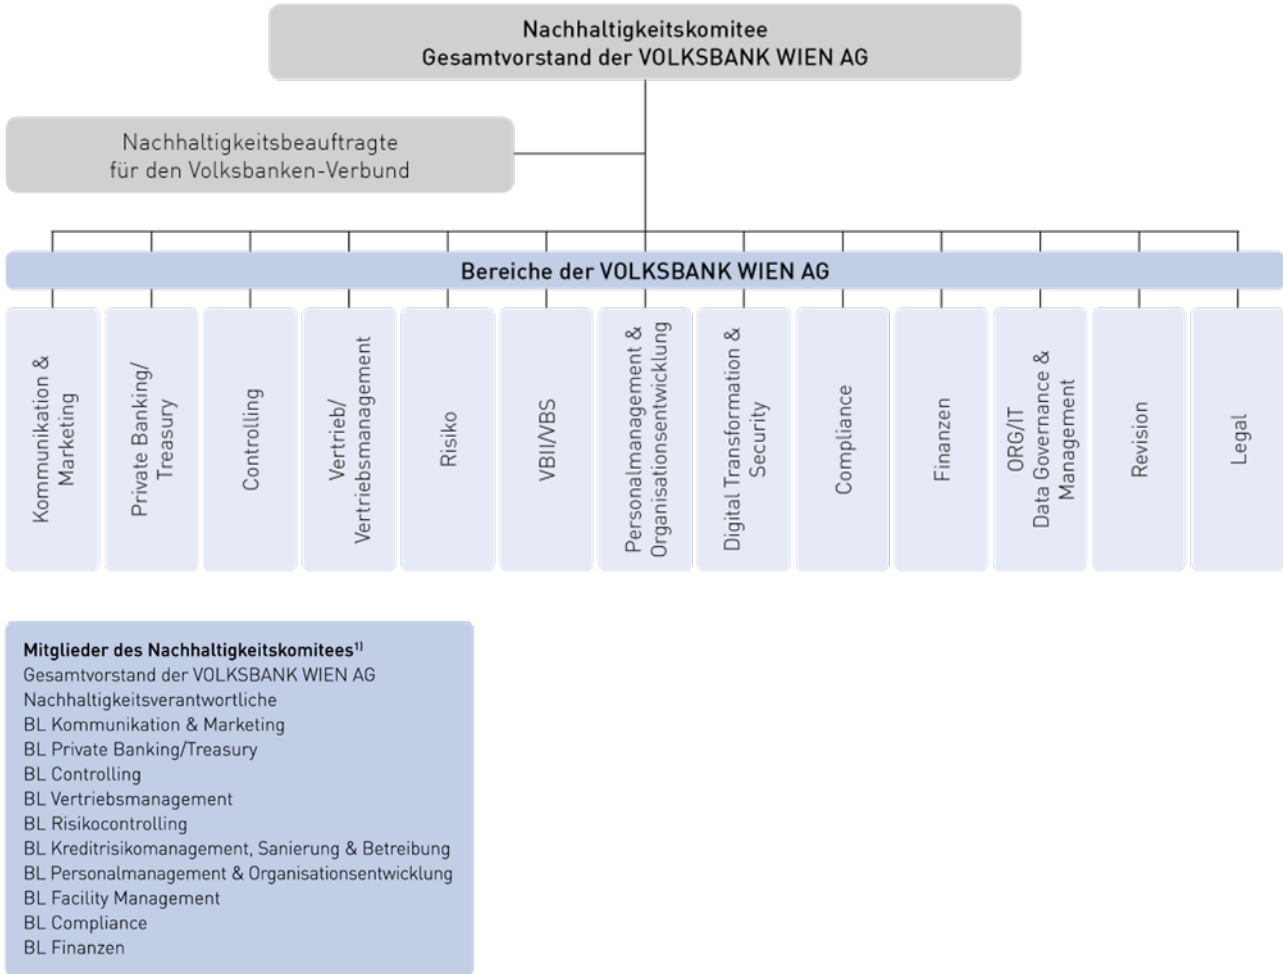 Nachhaltigkeitskomitee
Gesamtvorstand der VOLKSBANK WIEN AG
Nachhaltigkeitsbeauftragte
für den Volksbanken-Verbund
Bereiche der VOLKSBANK WIEN AG
Kommunikation &
Marketing
Private Banking/
Treasury
Controlling
Vertrieb/
Vertriebsmanagement
Risiko
VBII/VBS
Personalmanagement &
Organisationsentwicklung
Digital Transformation &
Security
Compliance
Finanzen
ORG/IT
Data Governance &
Management
Revision
Legal
Mitglieder des Nachhaltigkeitskomitees¹⁾
Gesamtvorstand der VOLKSBANK WIEN AG
Nachhaltigkeitsverantwortliche
BL Kommunikation & Marketing
BL Private Banking/Treasury
BL Controlling
BL Vertriebsmanagement
BL Risikocontrolling
BL Kreditrisikomanagement, Sanierung & Betreibung
BL Personalmanagement & Organisationsentwicklung
BL Facility Management
BL Compliance
BL Finanzen